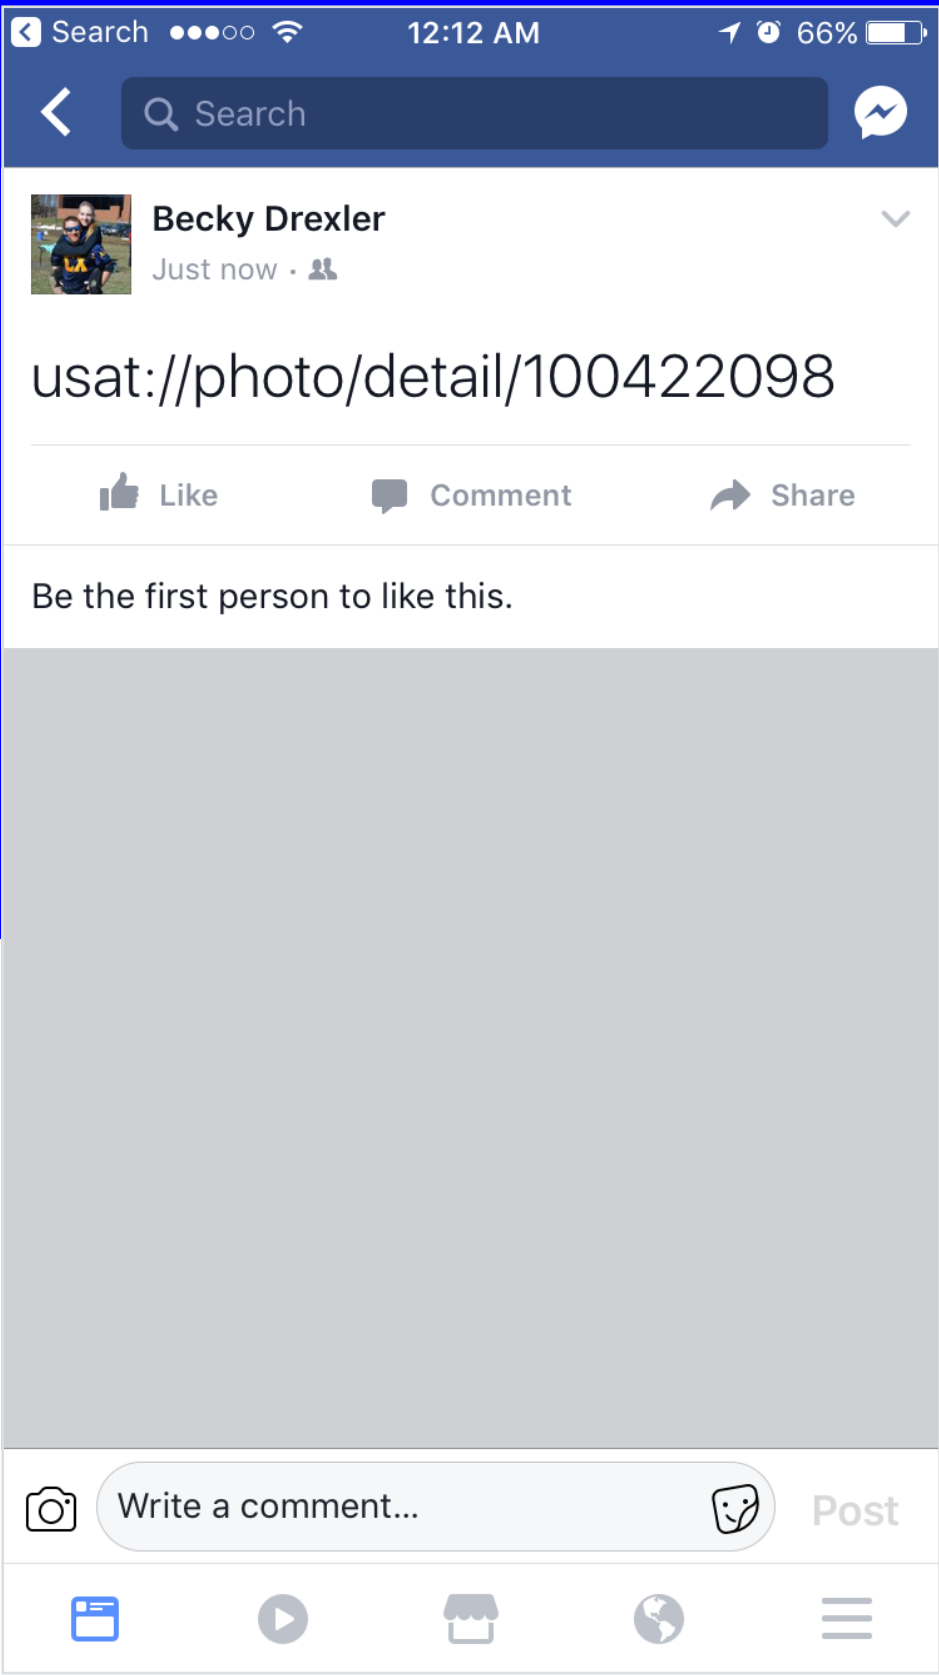 Search 12:12 AM 66%
Search
Becky Drexler
Just now ·
usat://photo/detail/100422098
Like Comment Share
Be the first person to like this.
Write a comment... Post